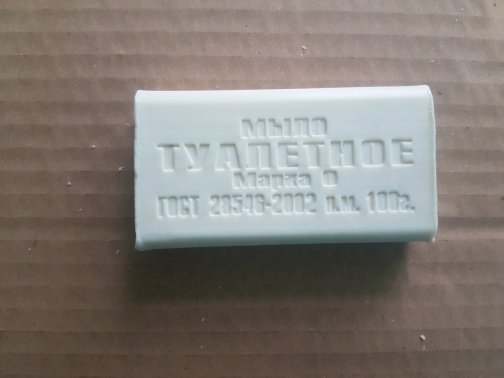 МЫЛО
ТУАЛЕТНОЕ
Марка О
ГОСТ 28546-2002 п.м. 100г.